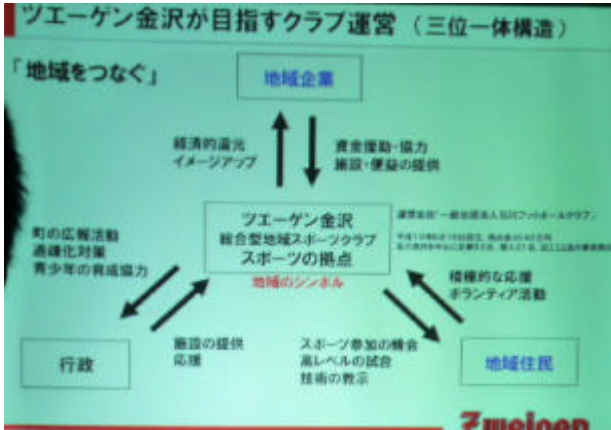 ツエーゲン金沢が目指すクラブ運営 （三位一体構造）
「地域をつなぐ」
地域企業
経済的還元
イメージアップ
資金援助・協力
施設・便益の提供
ツエーゲン金沢
総合型地域スポーツクラブ
スポーツの拠点
地域のシンボル
町の広報活動
過疎化対策
青少年の育成協力
積極的な応援
ボランティア活動
施設の提供
応援
スポーツ参加の機会
高レベルの試合
技術の教示
行政
地域住民
Zweigen